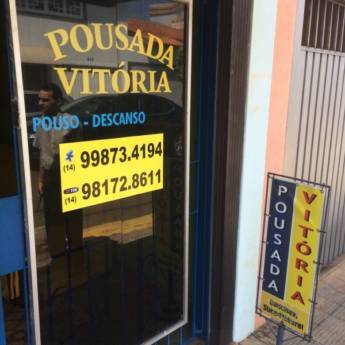 POUSADA
VITÓRIA
POUSO - DESCANSO
(14) 99873.4194
(14) 98172.8611
POUSADA
VITÓRIA